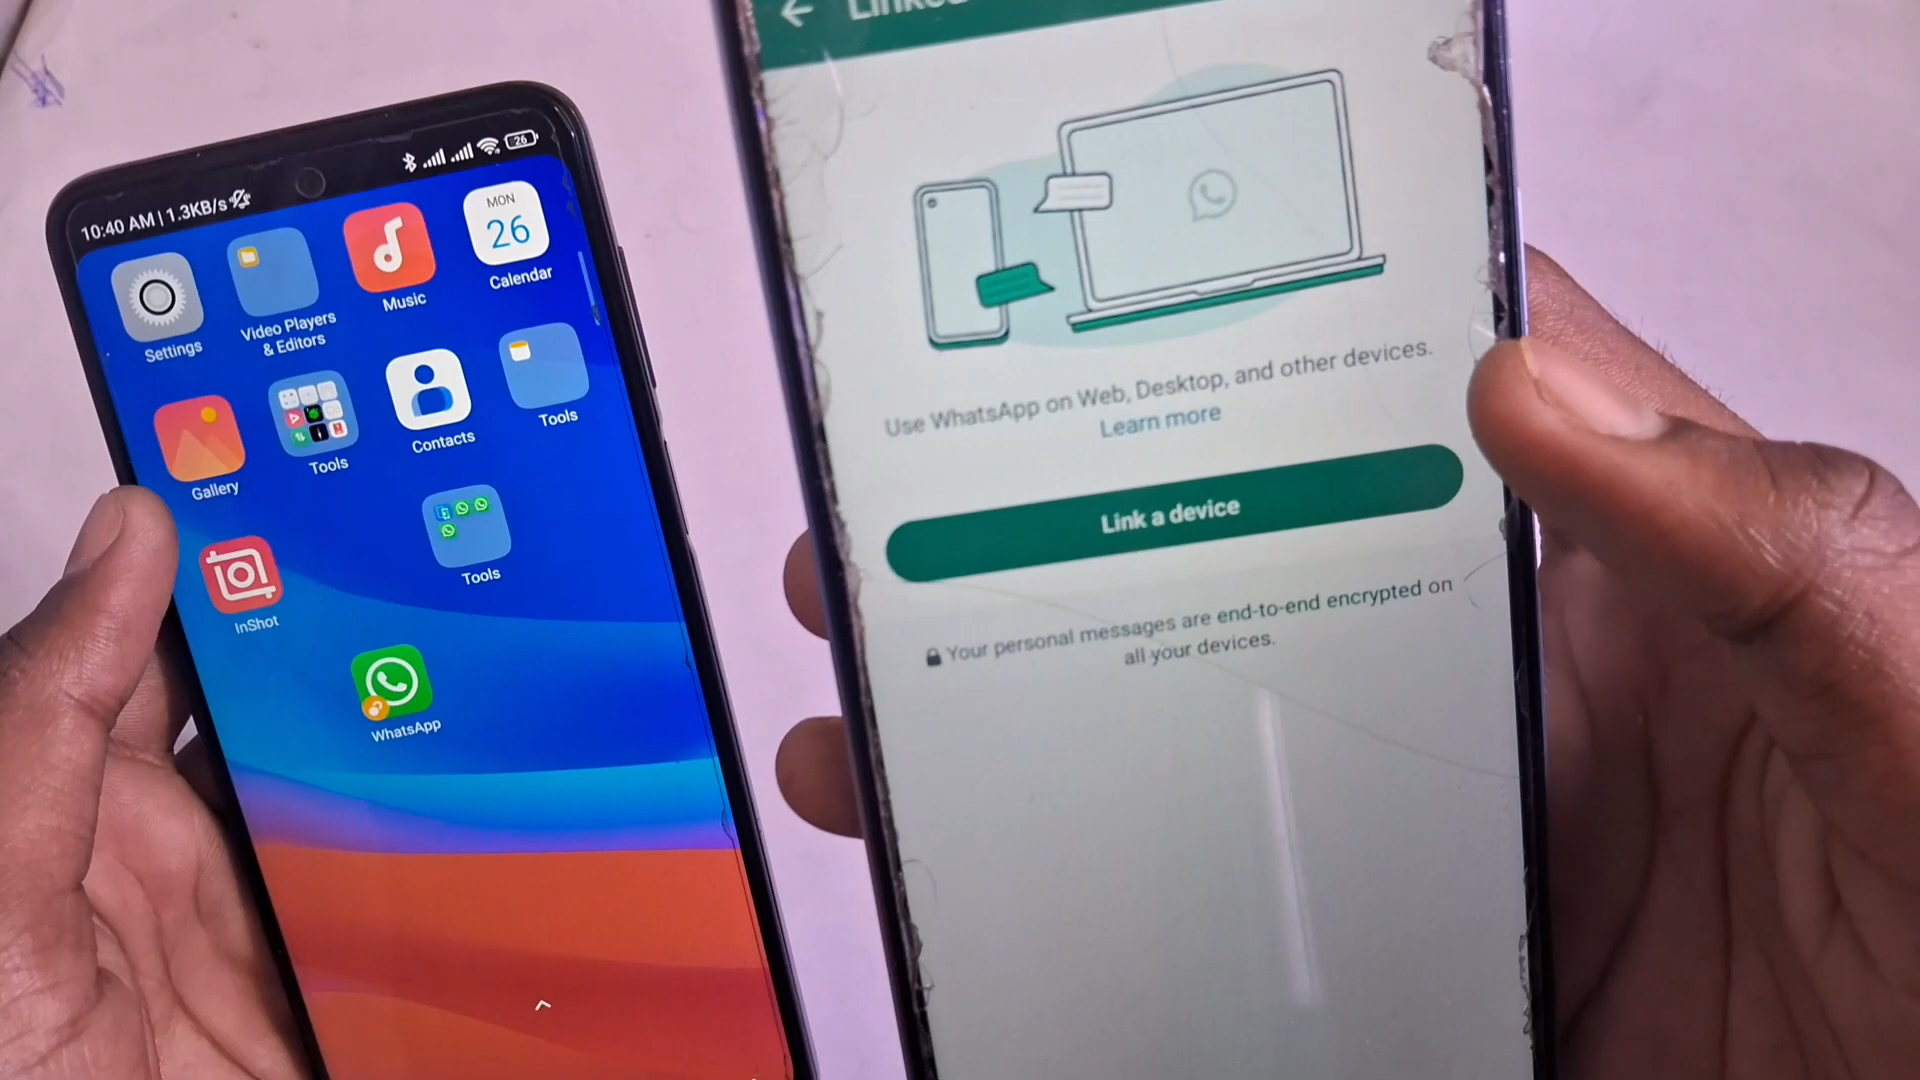 10:40 AM | 1.3KB/s
26
Settings
Video Players
& Editors
Music
MON
26
Calendar
Gallery
Tools
Contacts
Tools
InShot
Tools
WhatsApp
Linked
Use WhatsApp on Web, Desktop, and other devices.
Learn more
Link a device
Your personal messages are end-to-end encrypted on
all your devices.